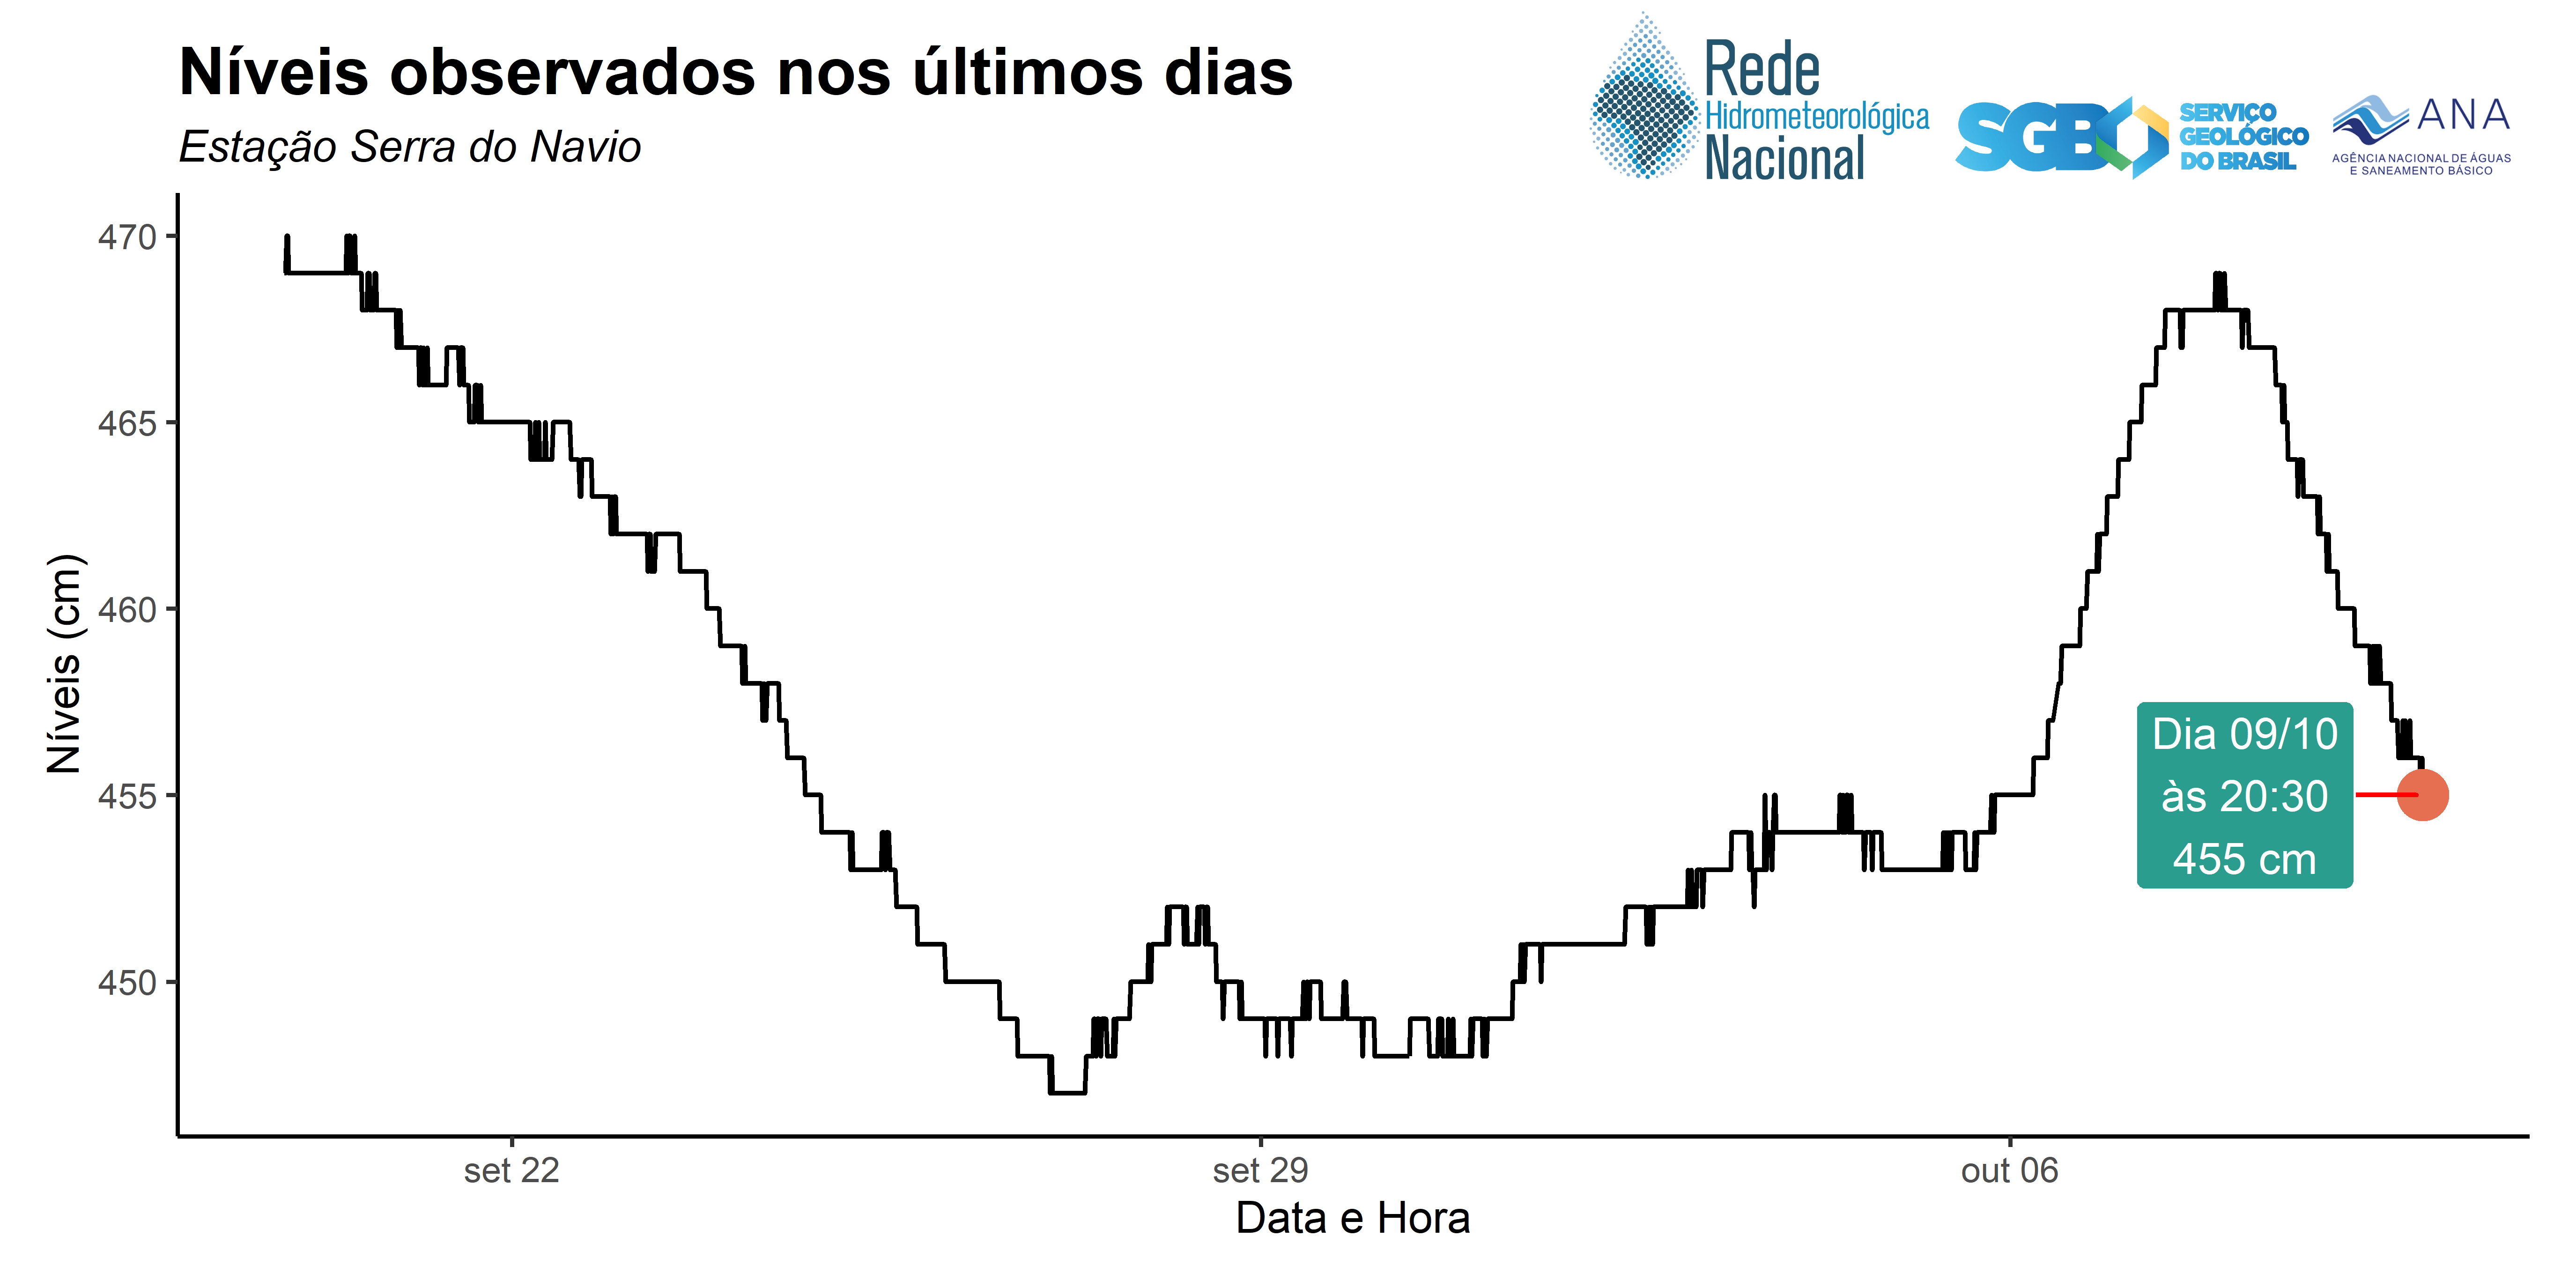 Níveis observados nos últimos dias
Estação Serra do Navio
Rede
Hidrometeorológica
Nacional
SGB
SERVIÇO
GEOLÓGICO
DO BRASIL
ANA
AGÊNCIA NACIONAL DE ÁGUAS
E SANEAMENTO BÁSICO
Níveis (cm)
470
465
460
455
450
Dia 09/10
às 20:30
455 cm
set 22
set 29
out 06
Data e Hora